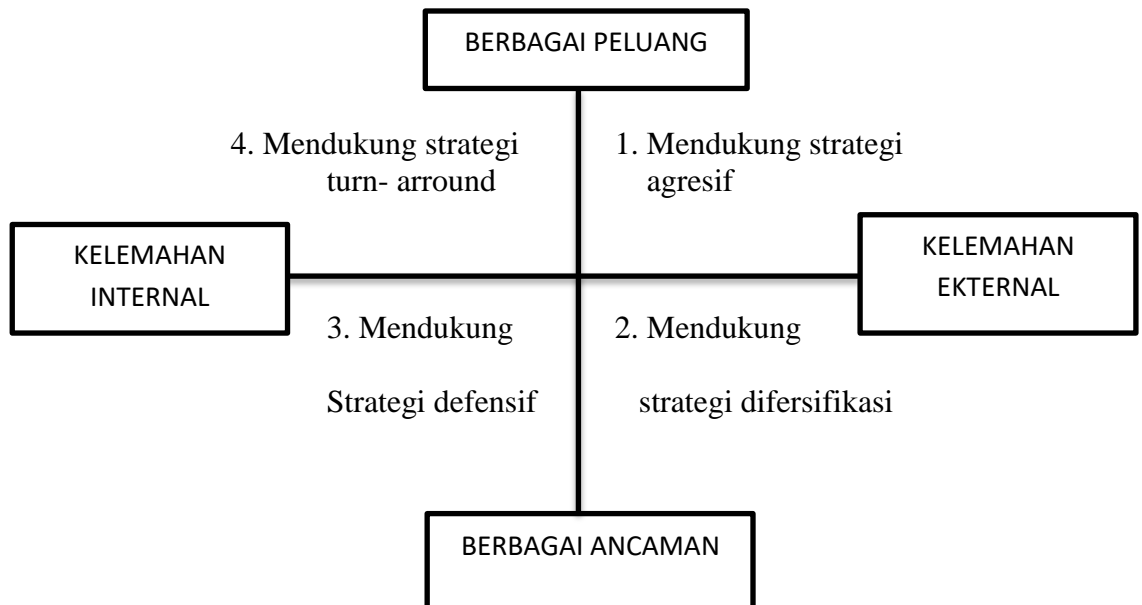 BERBAGAI PELUANG
4. Mendukung strategi
turn- arround
1. Mendukung strategi
agresif
KELEMAHAN
INTERNAL
KELEMAHAN
EKTERNAL
3. Mendukung
Strategi defensif
2. Mendukung
strategi difersifikasi
BERBAGAI ANCAMAN